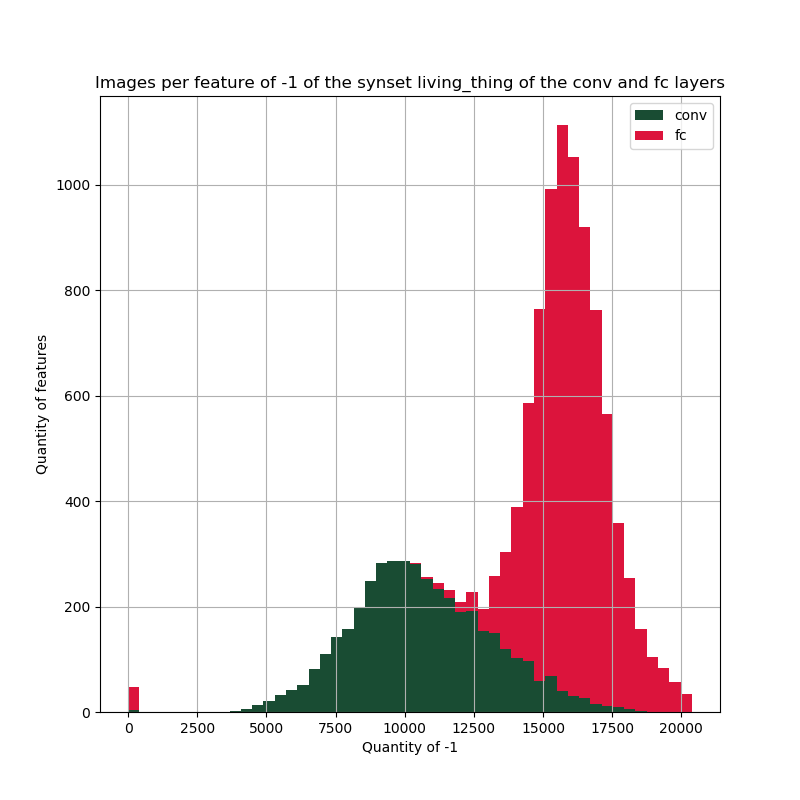 Images per feature of -1 of the synset living_thing of the conv and fc layers
conv
fc
1000
800
600
400
200
0
Quantity of features
0 2500 5000 7500 10000 12500 15000 17500 20000
Quantity of -1